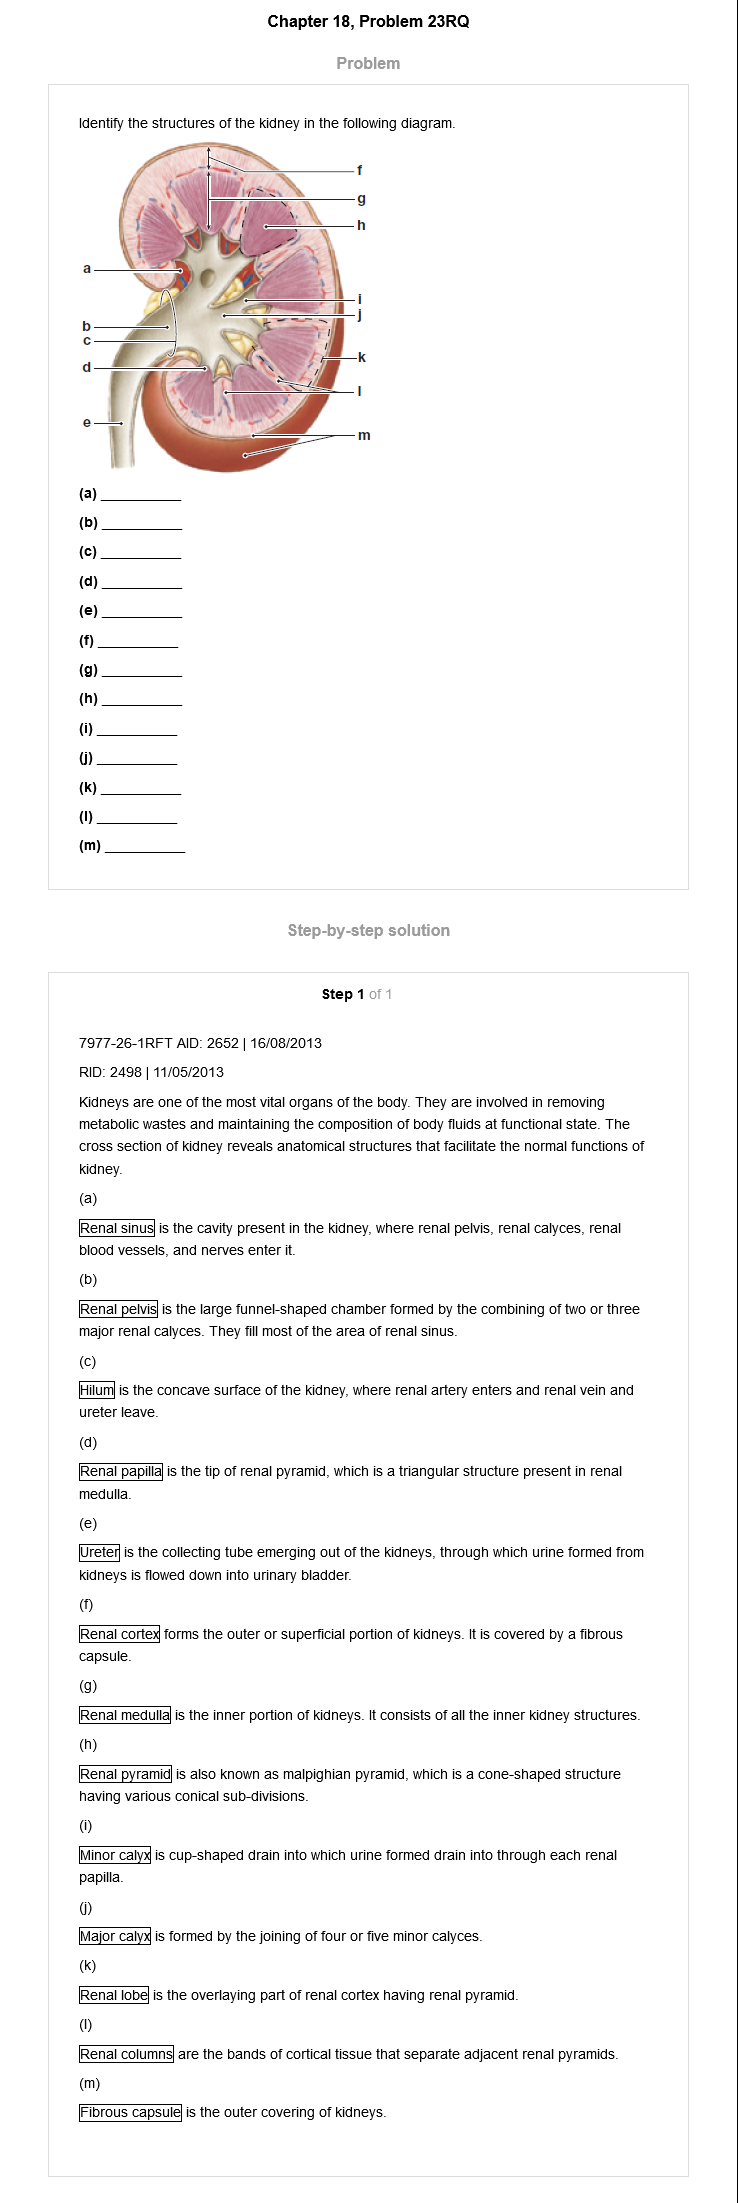 Chapter 18, Problem 23RQ
Problem
Identify the structures of the kidney in the following diagram.
f
g
h
a
i
j
b
c
k
d
l
e
m
(a) __________
(b) __________
(c) __________
(d) __________
(e) __________
(f) __________
(g) __________
(h) __________
(i) __________
(j) __________
(k) __________
(l) __________
(m) __________
Step-by-step solution
Step 1 of 1
7977-26-1RFT AID: 2652 | 16/08/2013
RID: 2498 | 11/05/2013
Kidneys are one of the most vital organs of the body. They are involved in removing
metabolic wastes and maintaining the composition of body fluids at functional state. The
cross section of kidney reveals anatomical structures that facilitate the normal functions of
kidney.
(a)
Renal sinus is the cavity present in the kidney, where renal pelvis, renal calyces, renal
blood vessels, and nerves enter it.
(b)
Renal pelvis is the large funnel-shaped chamber formed by the combining of two or three
major renal calyces. They fill most of the area of renal sinus.
(c)
Hilum is the concave surface of the kidney, where renal artery enters and renal vein and
ureter leave.
(d)
Renal papilla is the tip of renal pyramid, which is a triangular structure present in renal
medulla.
(e)
Ureter is the collecting tube emerging out of the kidneys, through which urine formed from
kidneys is flowed down into urinary bladder.
(f)
Renal cortex forms the outer or superficial portion of kidneys. It is covered by a fibrous
capsule.
(g)
Renal medulla is the inner portion of kidneys. It consists of all the inner kidney structures.
(h)
Renal pyramid is also known as malpighian pyramid, which is a cone-shaped structure
having various conical sub-divisions.
(i)
Minor calyx is cup-shaped drain into which urine formed drain into through each renal
papilla.
(j)
Major calyx is formed by the joining of four or five minor calyces.
(k)
Renal lobe is the overlaying part of renal cortex having renal pyramid.
(l)
Renal columns are the bands of cortical tissue that separate adjacent renal pyramids.
(m)
Fibrous capsule is the outer covering of kidneys.